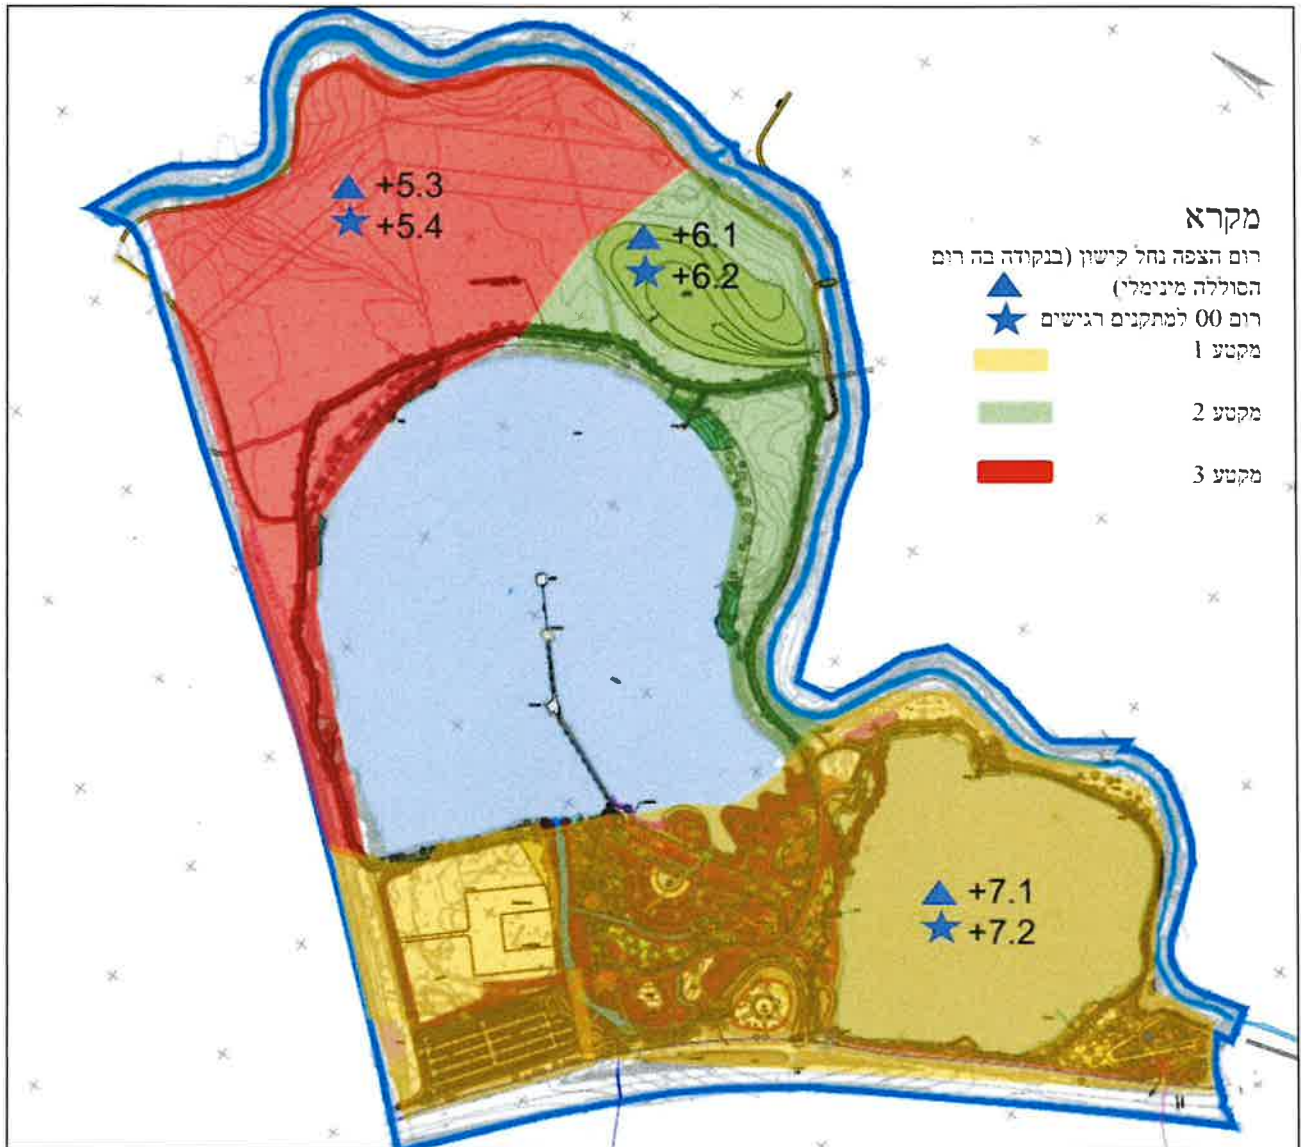 +5.3
+5.4
+6.1
+6.2
מקרא
רום הצפה נחל קישון (בנקודה בה רום
הסוללה מינימלי)
רום 00 למתקנים רגישים
מקטע 1
מקטע 2
מקטע 3
+7.1
+7.2